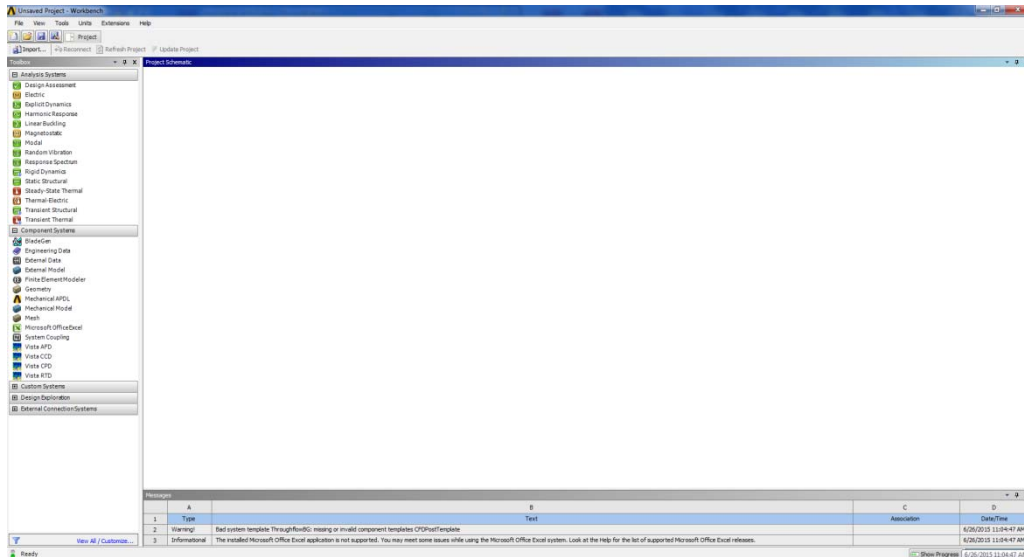 Unsaved Project - Workbench
File View Tools Units Extensions Help
Project
Import... Reconnect Refresh Project Update Project
Toolbox
Project Schematic
Analysis Systems
Design Assessment
Electric
Explicit Dynamics
Harmonic Response
Linear Buckling
Magnetostatic
Modal
Random Vibration
Response Spectrum
Rigid Dynamics
Static Structural
Steady-State Thermal
Thermal-Electric
Transient Structural
Transient Thermal
Component Systems
BladeGen
Engineering Data
External Data
External Model
Finite Element Modeler
Geometry
Mechanical APDL
Mechanical Model
Mesh
Microsoft Office Excel
System Coupling
Vista AFD
Vista CCD
Vista CPD
Vista RTD
Custom Systems
Design Exploration
External Connection Systems
View All / Customize...
Messages
A B C D
1 Type Text Association Date/Time
2 Warning! Bad system template ThroughflowBG: missing or invalid component templates CFDPostTemplate 6/26/2015 11:04:47 AM
3 Informational The installed Microsoft Office Excel application is not supported. You may meet some issues while using the Microsoft Office Excel system. Look at the Help for the list of supported Microsoft Office Excel releases. 6/26/2015 11:04:47 AM
Ready
Show Progress 6/26/2015 11:04:47 AM